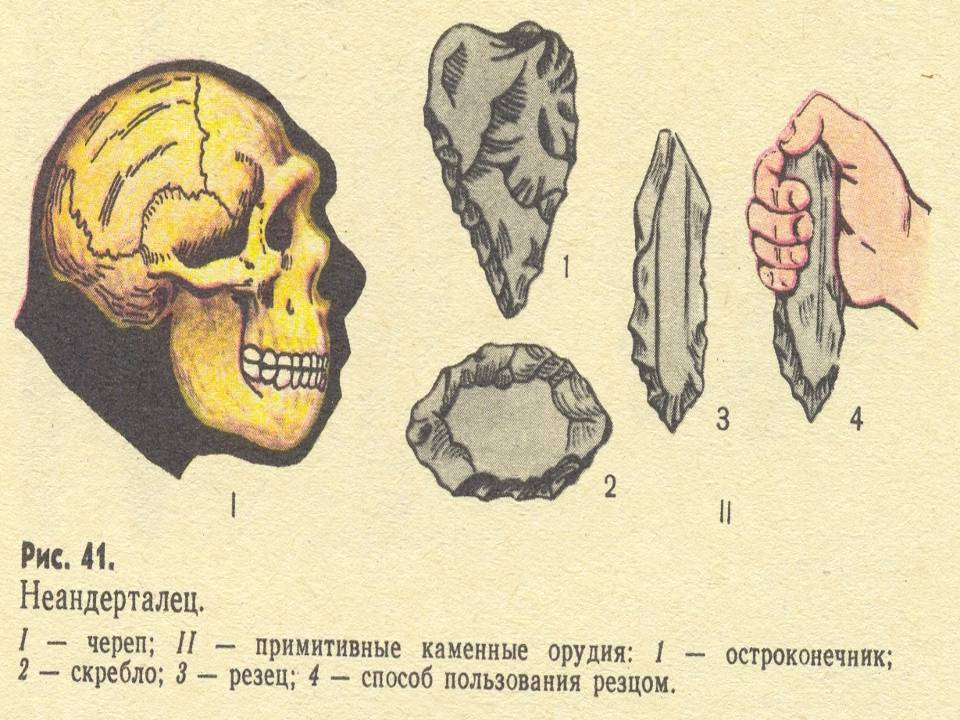 1
2
3
4
I
II
Рис. 41.
Неандерталец.
I — череп; II — примитивные каменные орудия: 1 — остроконечник;
2 — скребло; 3 — резец; 4 — способ пользования резцом.